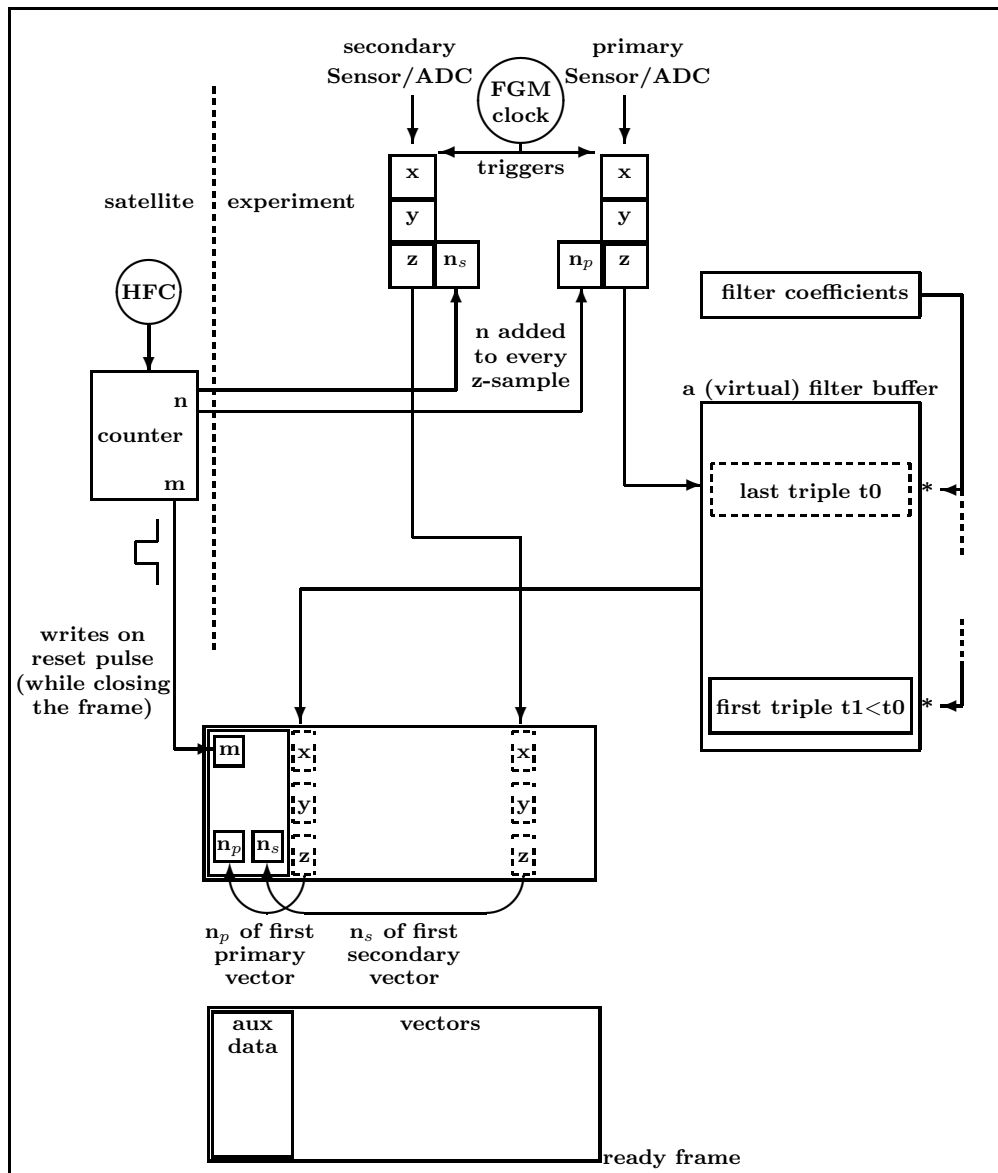 secondary
Sensor/ADC
primary
Sensor/ADC
FGM
clock
triggers
x
x
y
y
z
n_s
n_p
z
satellite
experiment
HFC
filter coefficients
n added
to every
z-sample
a (virtual) filter buffer
n
counter
m
last triple t0
*
writes on
reset pulse
(while closing
the frame)
first triple t1<t0
*
m
x
x
y
y
n_p
n_s
z
z
n_p of first
primary
vector
n_s of first
secondary
vector
aux
data
vectors
ready frame